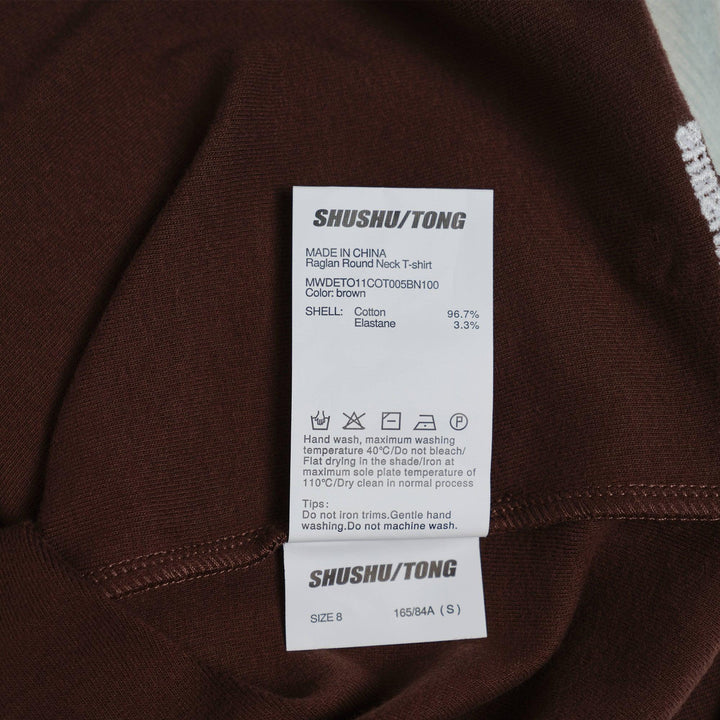 SHUSHU/TONG
MADE IN CHINA
Raglan Round Neck T-shirt
MWDETO11COT005BN100
Color: brown
SHELL: Cotton 96.7%
Elastane 3.3%
Hand wash, maximum washing
temperature 40℃/Do not bleach/
Flat drying in the shade/Iron at
maximum sole plate temperature of
110℃/Dry clean in normal process
Tips:
Do not iron trims.Gentle hand
washing.Do not machine wash.
SHUSHU/TONG
SIZE 8 165/84A (S)